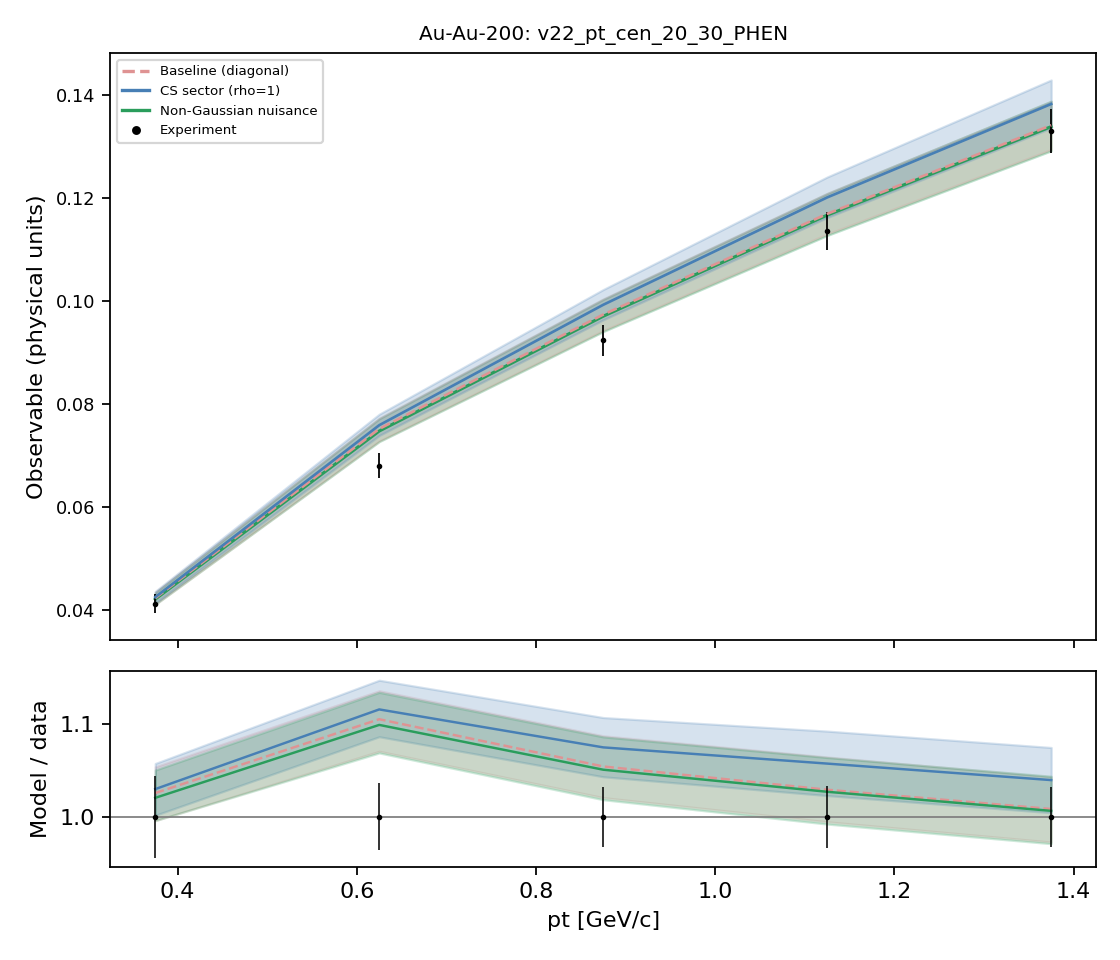 Au-Au-200: v22_pt_cen_20_30_PHEN
Baseline (diagonal)
CS sector (rho=1)
Non-Gaussian nuisance
Experiment
Observable (physical units)
0.14
0.12
0.10
0.08
0.06
0.04
Model / data
1.1
1.0
0.4
0.6
0.8
1.0
1.2
1.4
pt [GeV/c]